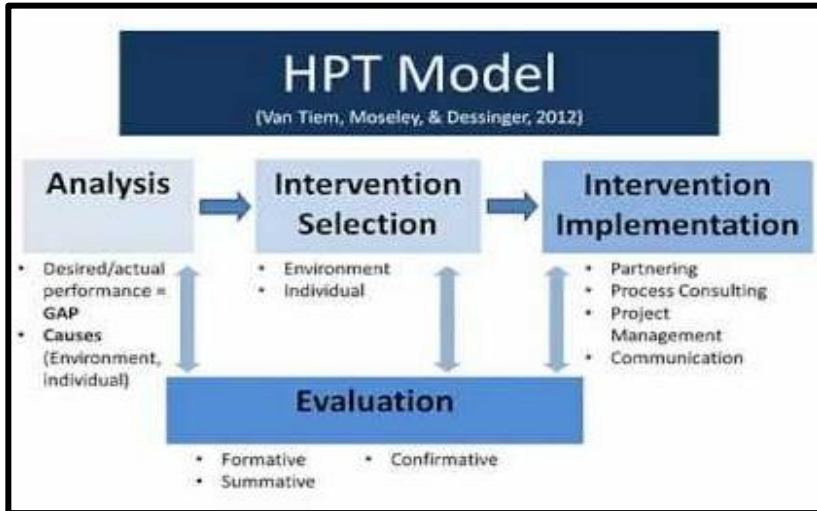 HPT Model
(Van Tiem, Moseley, & Dessinger, 2012)
Analysis
• Desired/actual
performance =
GAP
• Causes
(Environment,
individual)
Intervention
Selection
• Environment
• Individual
Intervention
Implementation
• Partnering
• Process Consulting
• Project
Management
• Communication
Evaluation
• Formative
• Summative
• Confirmative